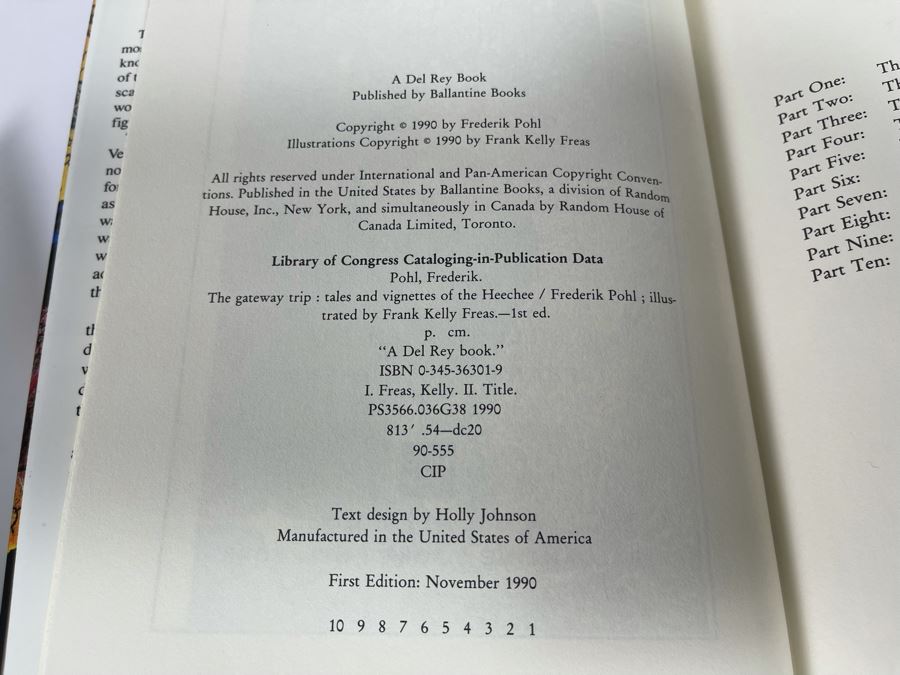 A Del Rey Book
Published by Ballantine Books
Copyright © 1990 by Frederik Pohl
Illustrations Copyright © 1990 by Frank Kelly Freas
All rights reserved under International and Pan-American Copyright Conven-
tions. Published in the United States by Ballantine Books, a division of Random
House, Inc., New York, and simultaneously in Canada by Random House of
Canada Limited, Toronto.
Library of Congress Cataloging-in-Publication Data
Pohl, Frederik.
The gateway trip : tales and vignettes of the Heechee / Frederik Pohl ; illus-
trated by Frank Kelly Freas.—1st ed.
p. cm.
“A Del Rey book.”
ISBN 0-345-36301-9
I. Freas, Kelly. II. Title.
PS3566.036G38 1990
813′ .54—dc20
90-555
CIP
Text design by Holly Johnson
Manufactured in the United States of America
First Edition: November 1990
10 9 8 7 6 5 4 3 2 1
Part One:
Part Two:
Part Three:
Part Four:
Part Five:
Part Six:
Part Seven:
Part Eight:
Part Nine:
Part Ten: